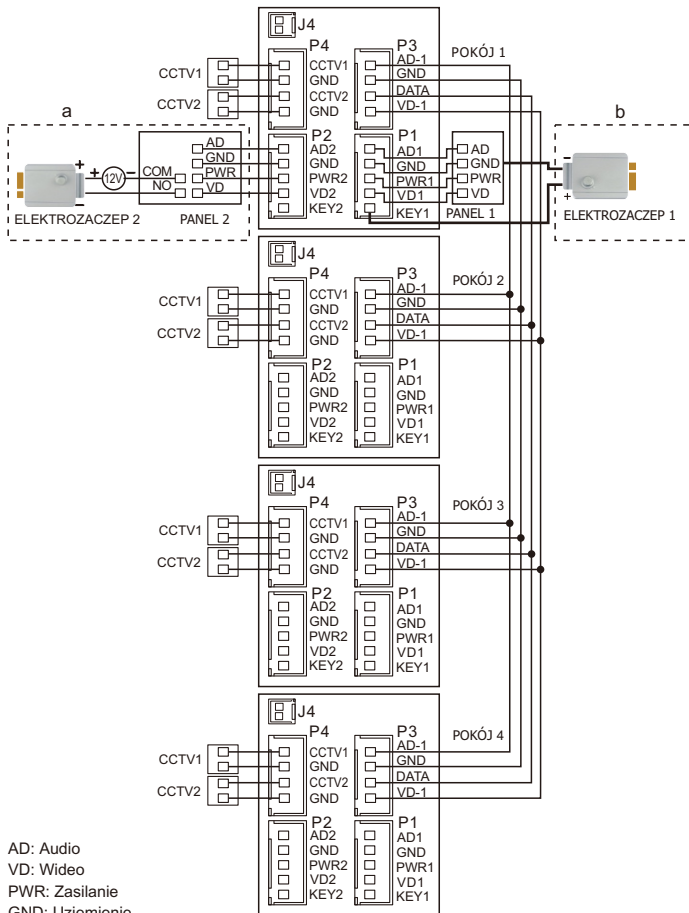 J4
P4
P3
CCTV1
GND
CCTV2
GND
AD-1
GND
DATA
VD-1
POKÓJ 1
CCTV1
CCTV2
a
b
P2
P1
AD
GND
PWR
VD
AD2
GND
PWR2
VD2
KEY2
AD1
GND
PWR1
VD1
KEY1
AD
GND
PWR
VD
+
+
12V
−
−
COM
NO
ELEKTROZACZEP 2
PANEL 2
PANEL 1
−
+
ELEKTROZACZEP 1
J4
P4
P3
CCTV1
GND
CCTV2
GND
AD-1
GND
DATA
VD-1
POKÓJ 2
CCTV1
CCTV2
P2
P1
AD2
GND
PWR2
VD2
KEY2
AD1
GND
PWR1
VD1
KEY1
J4
P4
P3
CCTV1
GND
CCTV2
GND
AD-1
GND
DATA
VD-1
POKÓJ 3
CCTV1
CCTV2
P2
P1
AD2
GND
PWR2
VD2
KEY2
AD1
GND
PWR1
VD1
KEY1
J4
P4
P3
CCTV1
GND
CCTV2
GND
AD-1
GND
DATA
VD-1
POKÓJ 4
CCTV1
CCTV2
P2
P1
AD2
GND
PWR2
VD2
KEY2
AD1
GND
PWR1
VD1
KEY1
AD: Audio
VD: Wideo
PWR: Zasilanie
GND: Uziemienie